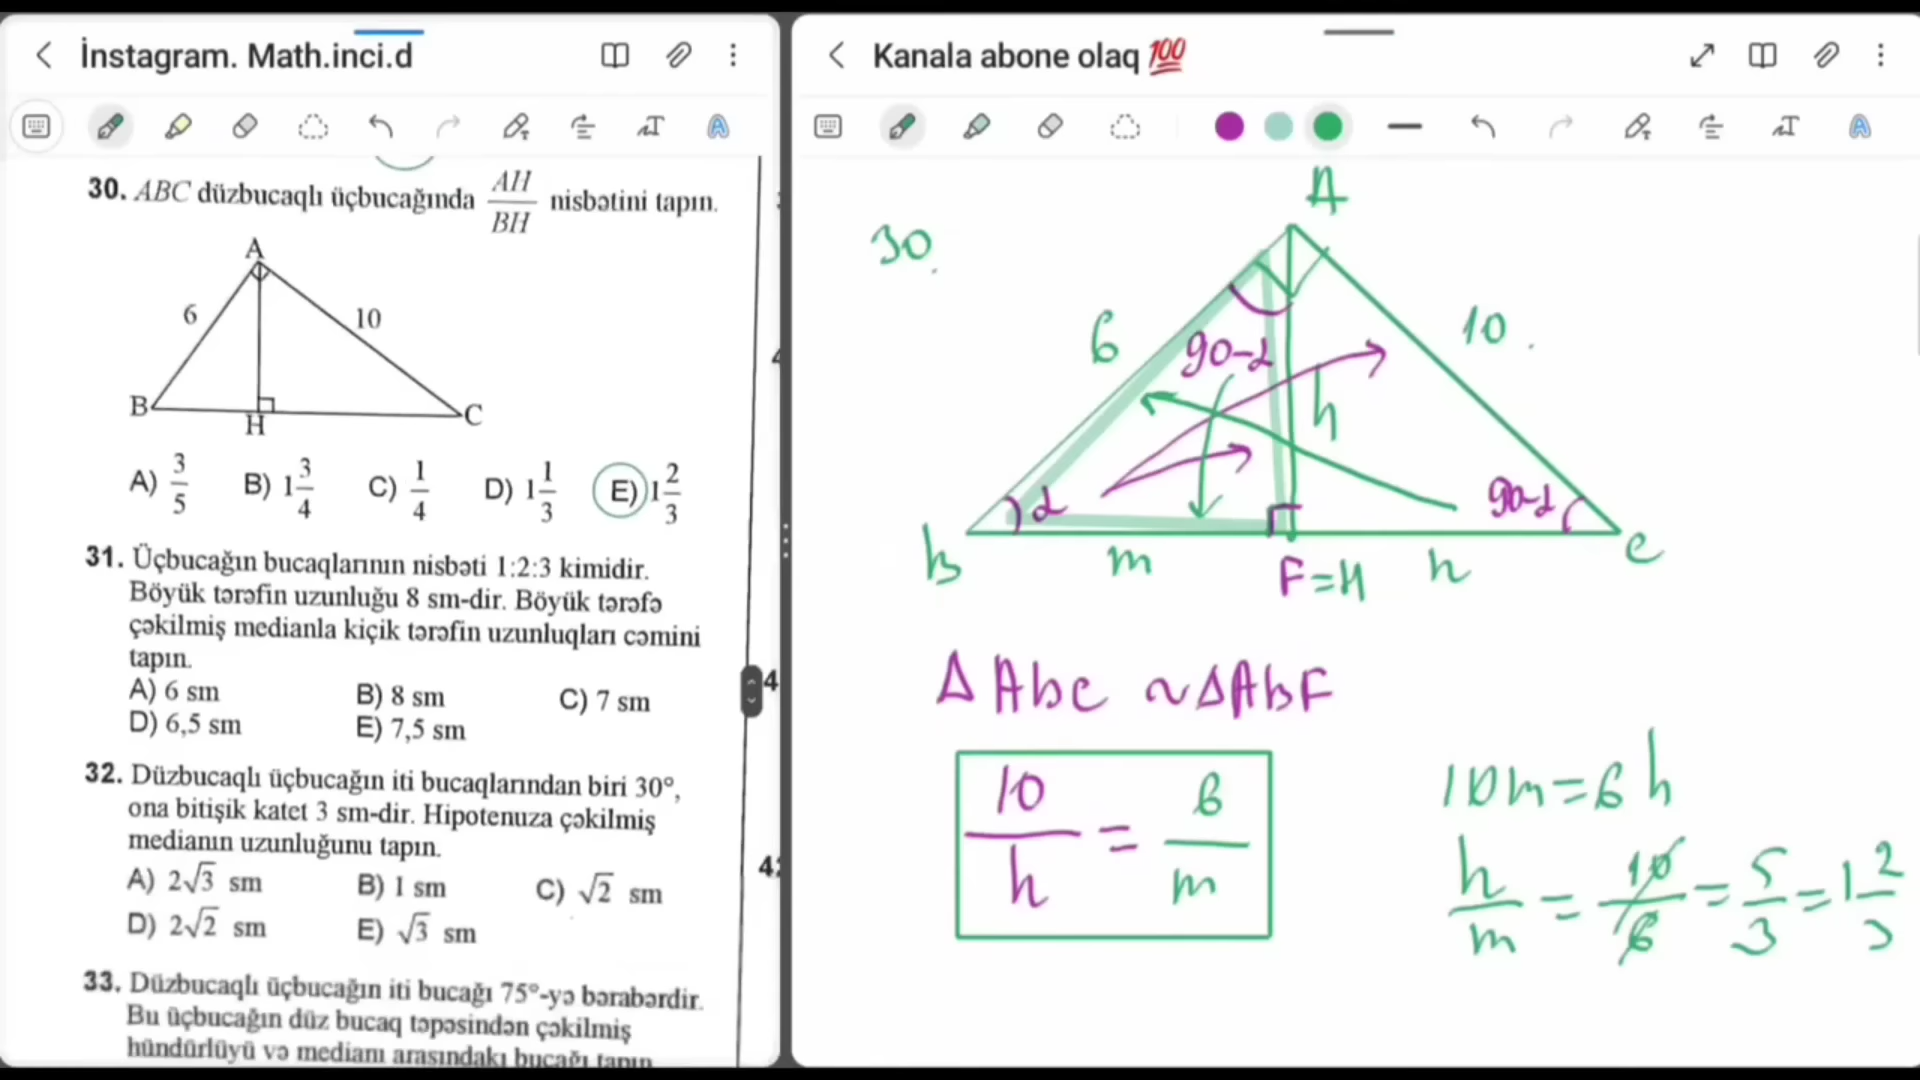 İnstagram. Math.inci.d
30. ABC düzbucaqlı üçbucağında AH/BH nisbətini tapın.
A
6
10
B
H
C
A) 3/5 B) 1 3/4 C) 1/4 D) 1 1/3 E) 1 2/3
31. Üçbucağın bucaqlarının nisbəti 1:2:3 kimidir.
Böyük tərəfin uzunluğu 8 sm-dir. Böyük tərəfə
çəkilmiş medianla kiçik tərəfin uzunluqları cəmini
tapın.
A) 6 sm B) 8 sm C) 7 sm
D) 6,5 sm E) 7,5 sm
32. Düzbucaqlı üçbucağın iti bucaqlarından biri 30°,
ona bitişik katet 3 sm-dir. Hipotenuza çəkilmiş
medianın uzunluğunu tapın.
A) 2√3 sm B) 1 sm C) √2 sm
D) 2√2 sm E) √3 sm
33. Düzbucaqlı üçbucağın iti bucağı 75°-yə bərabərdir.
Bu üçbucağın düz bucaq təpəsindən çəkilmiş
hündürlüyü və medianı arasındakı bucağı tapın
4
42
Kanala abone olaq 💯
30.
A
6
10.
90-α
h
α
90-α
b
m
F=H
n
c
Δ Abc ~ Δ AbF
10/h = 6/m
10m=6h
h/m = 10/6 = 5/3 = 1 2/3